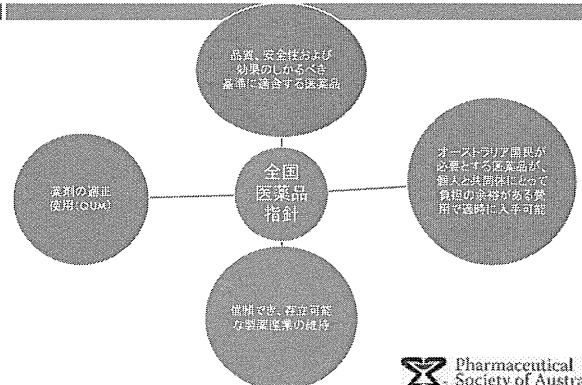 品質、安全性および
効果のしかるべき
基準に適合する医薬品
オーストラリア国民が
必要とする医薬品が、
個人と共同体にとって
負担の余裕がある費
用で適時に入手可能
全国
医薬品
指針
薬剤の適正
使用(QUM)
信頼でき、存立可能
な製薬産業の維持
Pharmaceutical
Society of Austra